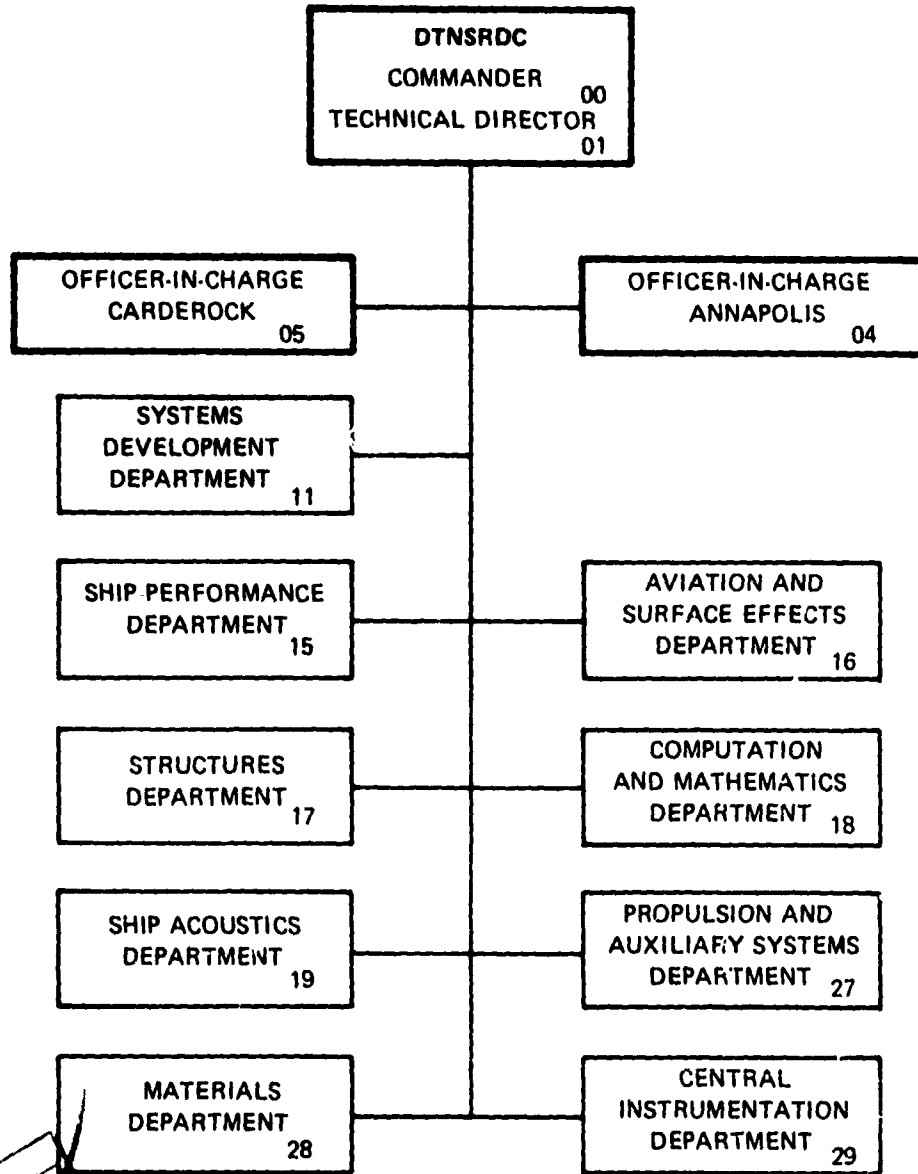 DTNSRDC
COMMANDER
00
TECHNICAL DIRECTOR
01
OFFICER-IN-CHARGE
CARDEROCK
05
OFFICER-IN-CHARGE
ANNAPOLIS
04
SYSTEMS
DEVELOPMENT
DEPARTMENT
11
SHIP PERFORMANCE
DEPARTMENT
15
AVIATION AND
SURFACE EFFECTS
DEPARTMENT
16
STRUCTURES
DEPARTMENT
17
COMPUTATION
AND MATHEMATICS
DEPARTMENT
18
SHIP ACOUSTICS
DEPARTMENT
19
PROPULSION AND
AUXILIARY SYSTEMS
DEPARTMENT
27
MATERIALS
DEPARTMENT
28
CENTRAL
INSTRUMENTATION
DEPARTMENT
29